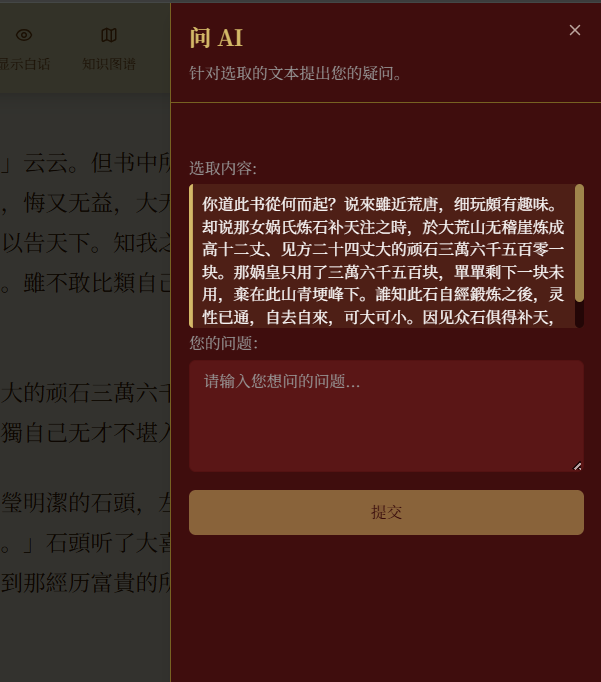 问 AI
针对选取的文本提出您的疑问。
显示白话
知识图谱
」云云。但书中所
，悔又无益，大无
以告天下。知我之
。雖不敢比類自己
大的顽石三萬六千
獨自己无才不堪入
瑩明潔的石頭，左
。」石頭听了大喜
到那經历富貴的所
选取内容:
你道此书從何而起？说來雖近荒唐，细玩頗有趣味。
却说那女娲氏炼石补天注之時，於大荒山无稽崖炼成
高十二丈、见方二十四丈大的顽石三萬六千五百零一
块。那娲皇只用了三萬六千五百块，單單剩下一块未
用，棄在此山青埂峰下。誰知此石自經鍛炼之後，灵
性已通，自去自來，可大可小。因见众石俱得补天，
您的问题：
请输入您想问的问题...
提交